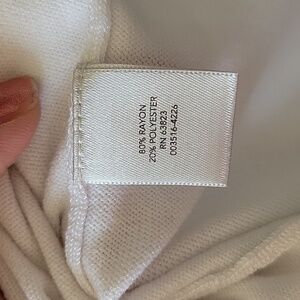 80% RAYON
20% POLYESTER
RN 63823
003516-4226